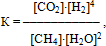 K = [CO₂]·[H₂]⁴ / [CH₄]·[H₂O]² ,